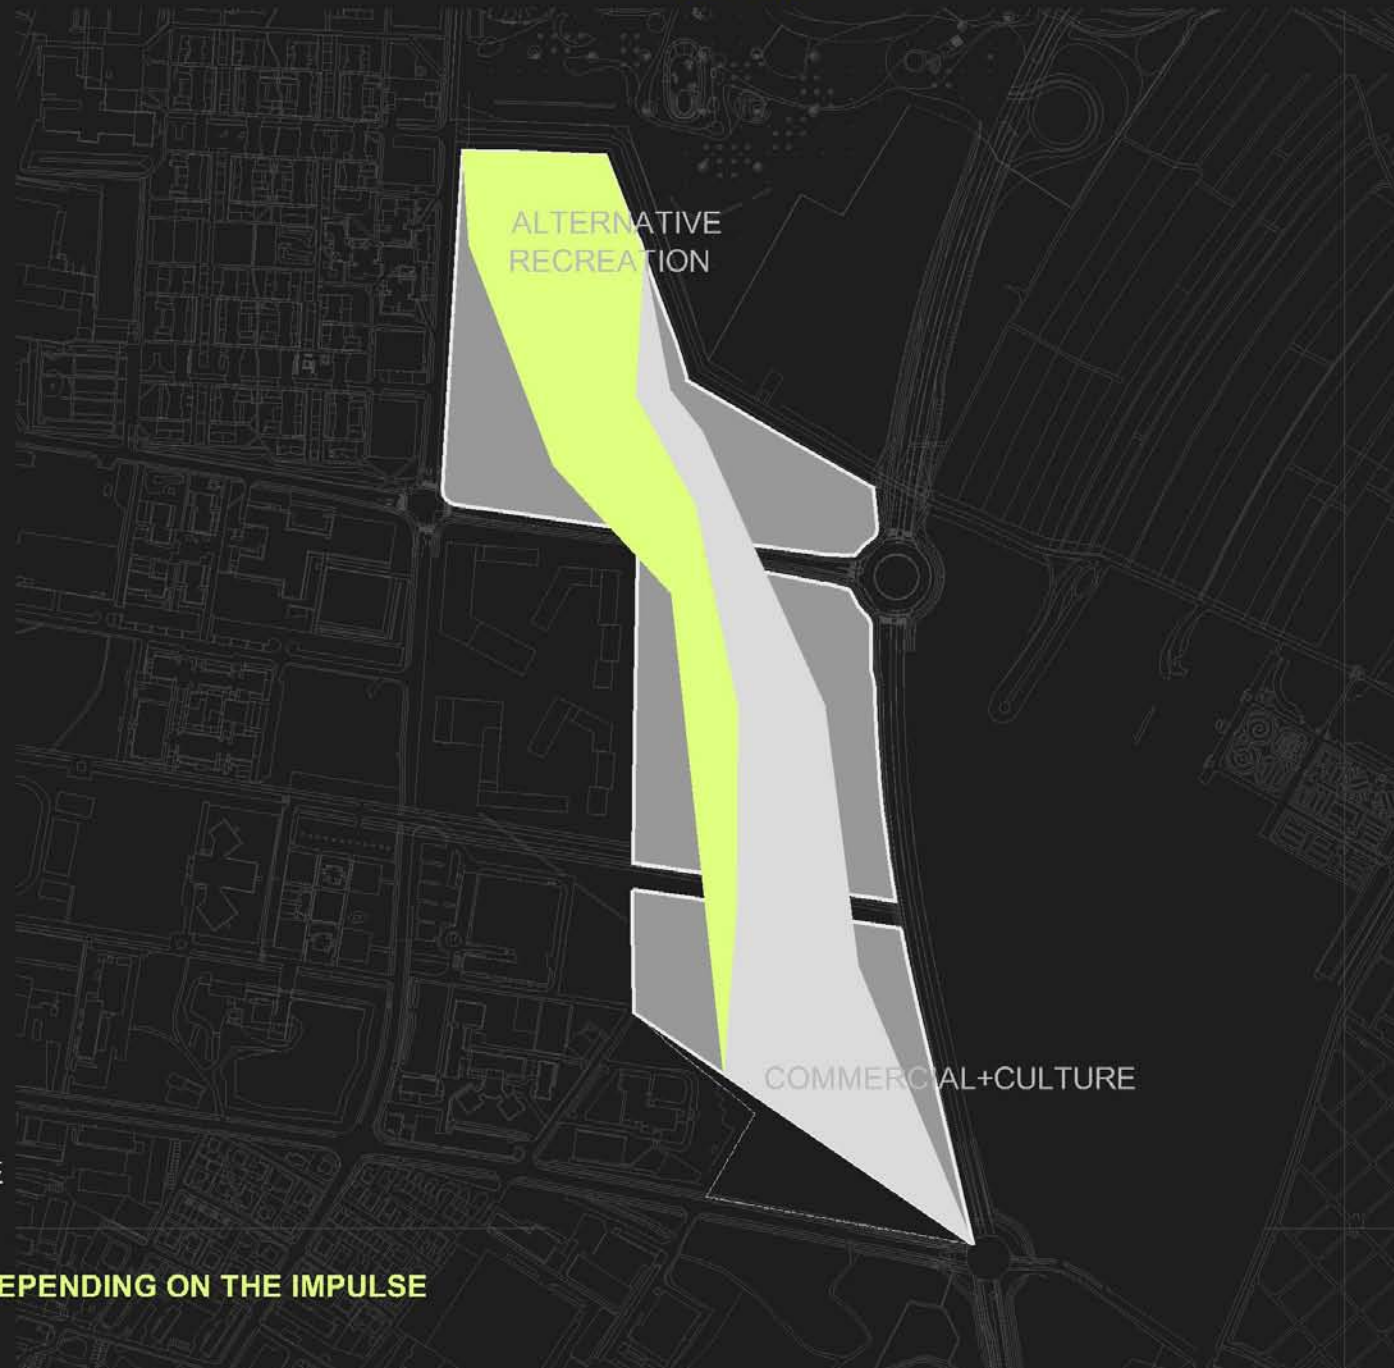 ALTERNATIVE
RECREATION
COMMERCIAL+CULTURE
E
EPENDING ON THE IMPULSE